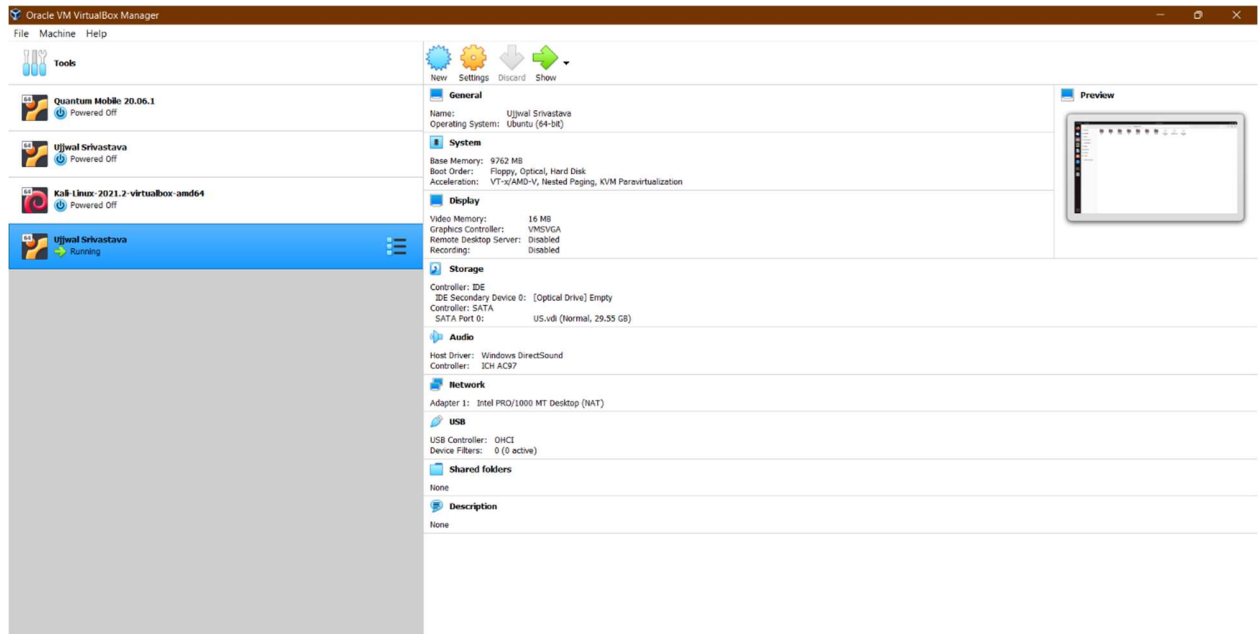 Oracle VM VirtualBox Manager
File Machine Help
Tools
New Settings Discard Show
64
Quantum Mobile 20.06.1
Powered Off
64
Ujjwal Srivastava
Powered Off
64
Kali-Linux-2021.2-virtualbox-amd64
Powered Off
64
Ujjwal Srivastava
Running
General
Name: Ujjwal Srivastava
Operating System: Ubuntu (64-bit)
System
Base Memory: 9762 MB
Boot Order: Floppy, Optical, Hard Disk
Acceleration: VT-x/AMD-V, Nested Paging, KVM Paravirtualization
Display
Video Memory: 16 MB
Graphics Controller: VMSVGA
Remote Desktop Server: Disabled
Recording: Disabled
Storage
Controller: IDE
IDE Secondary Device 0: [Optical Drive] Empty
Controller: SATA
SATA Port 0: US.vdi (Normal, 29.55 GB)
Audio
Host Driver: Windows DirectSound
Controller: ICH AC97
Network
Adapter 1: Intel PRO/1000 MT Desktop (NAT)
USB
USB Controller: OHCI
Device Filters: 0 (0 active)
Shared folders
None
Description
None
Preview